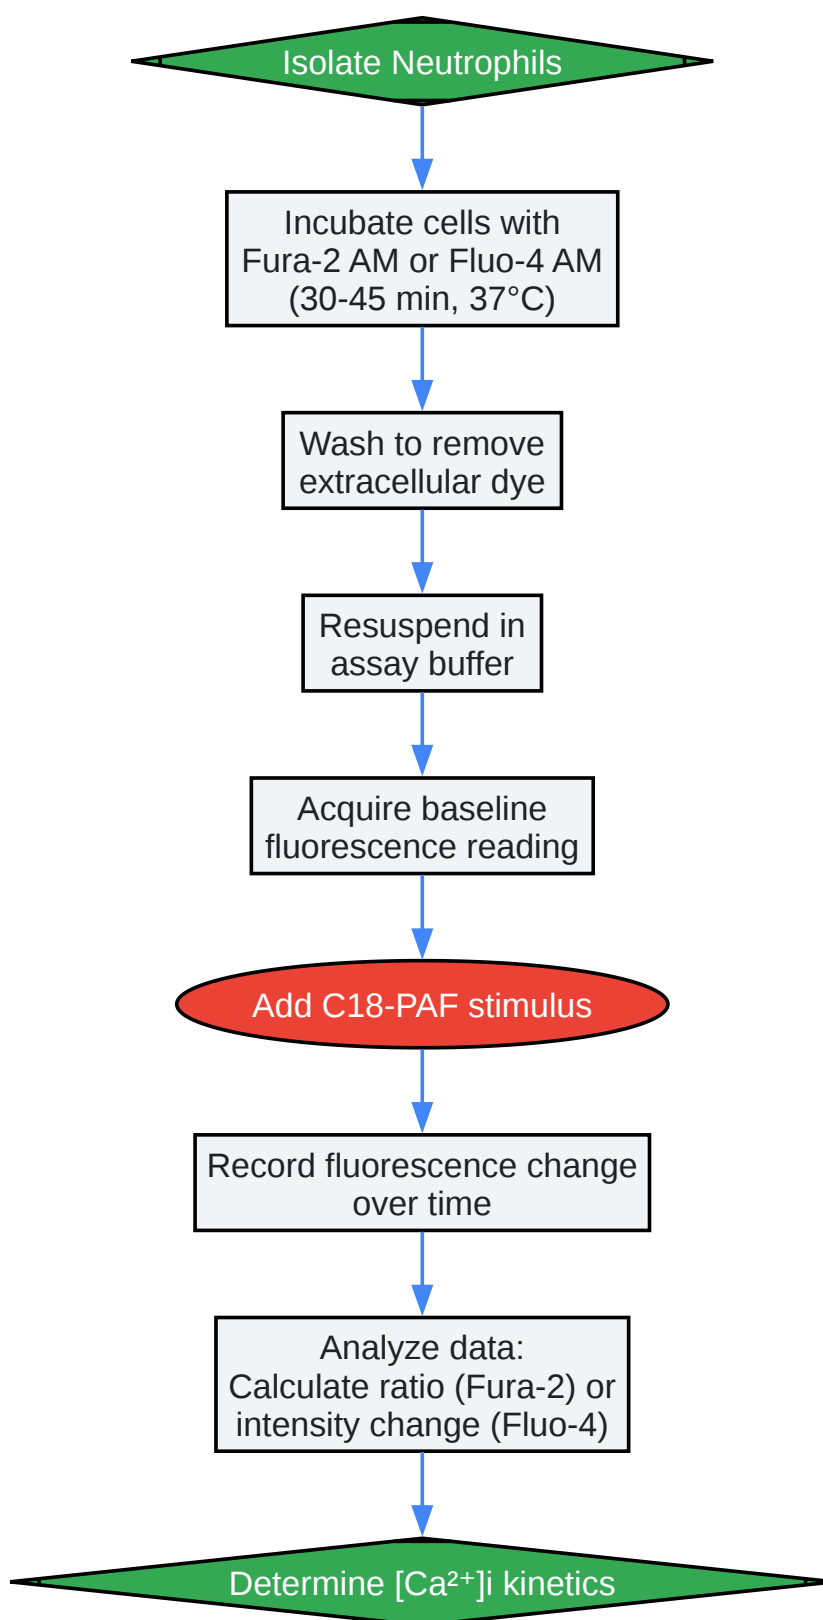 Isolate Neutrophils
Incubate cells with
Fura-2 AM or Fluo-4 AM
(30-45 min, 37°C)
Wash to remove
extracellular dye
Resuspend in
assay buffer
Acquire baseline
fluorescence reading
Add C18-PAF stimulus
Record fluorescence change
over time
Analyze data:
Calculate ratio (Fura-2) or
intensity change (Fluo-4)
Determine [Ca²⁺]i kinetics